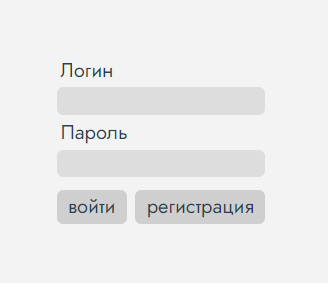 Логин
Пароль
войти регистрация